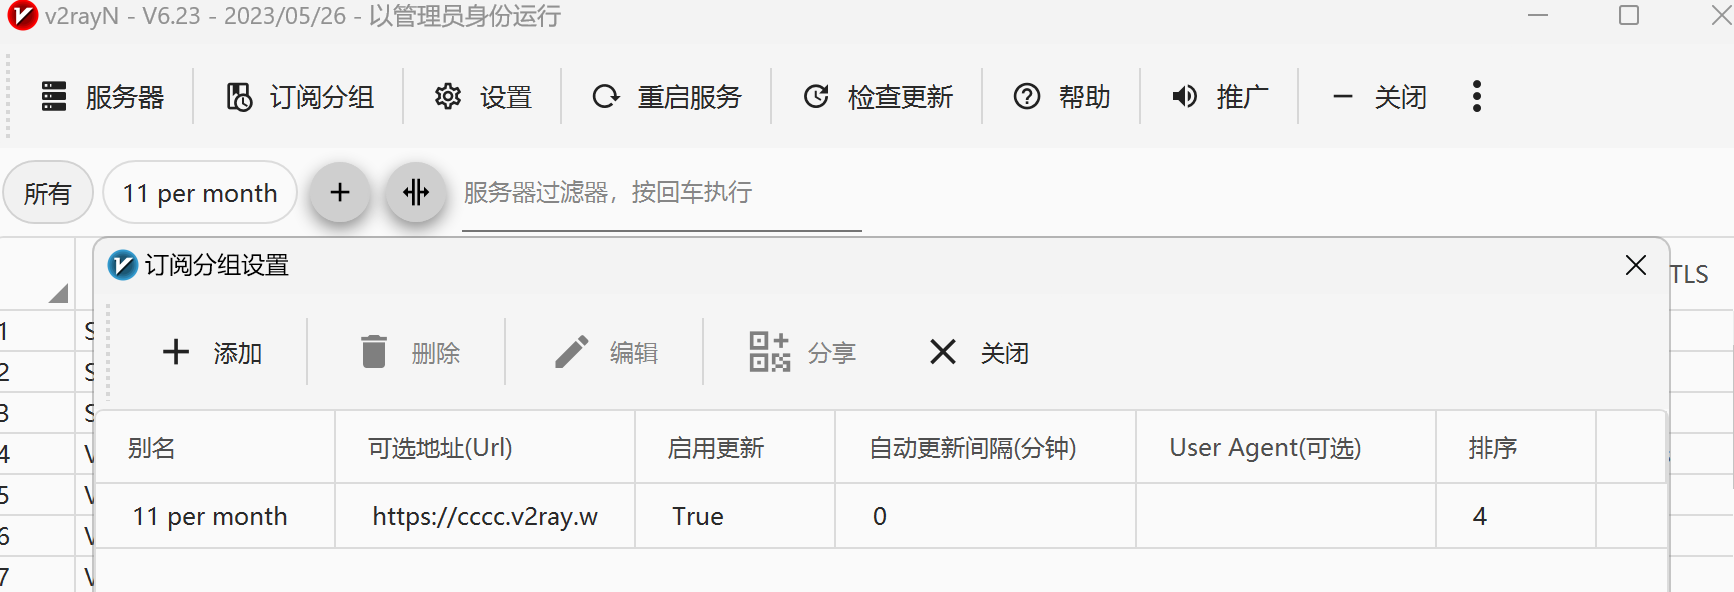 v2rayN - V6.23 - 2023/05/26 - 以管理员身份运行
服务器 订阅分组 设置 重启服务 检查更新 帮助 推广 关闭
所有 11 per month 服务器过滤器，按回车执行
订阅分组设置
TLS
添加 删除 编辑 分享 关闭
别名 可选地址(Url) 启用更新 自动更新间隔(分钟) User Agent(可选) 排序
11 per month https://cccc.v2ray.w True 0 4
1 S
2 S
3 S
4 V
5 V
6 V
7 V